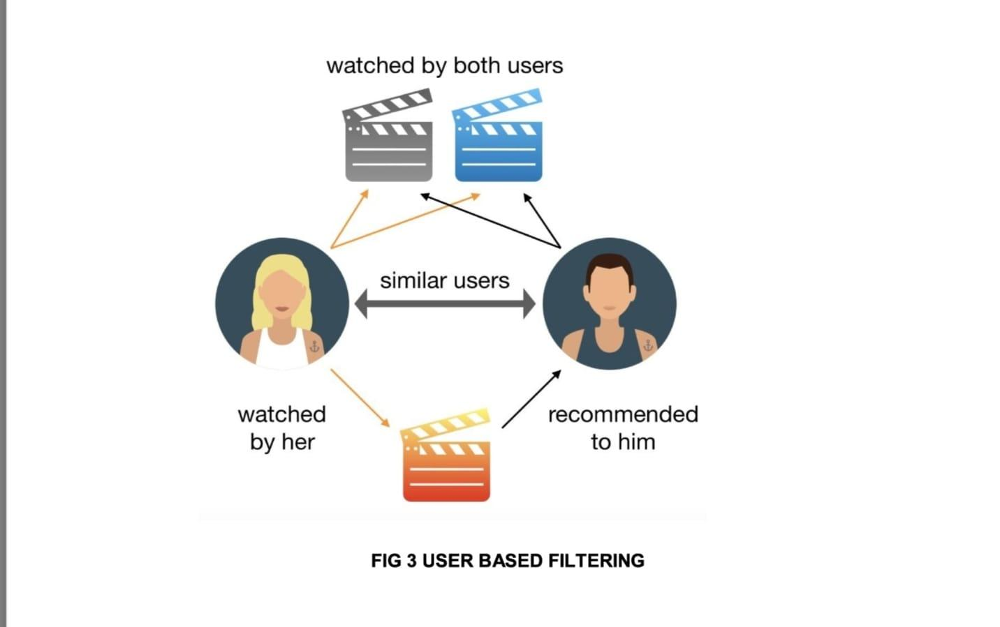 watched by both users
similar users
watched
by her
recommended
to him
FIG 3 USER BASED FILTERING